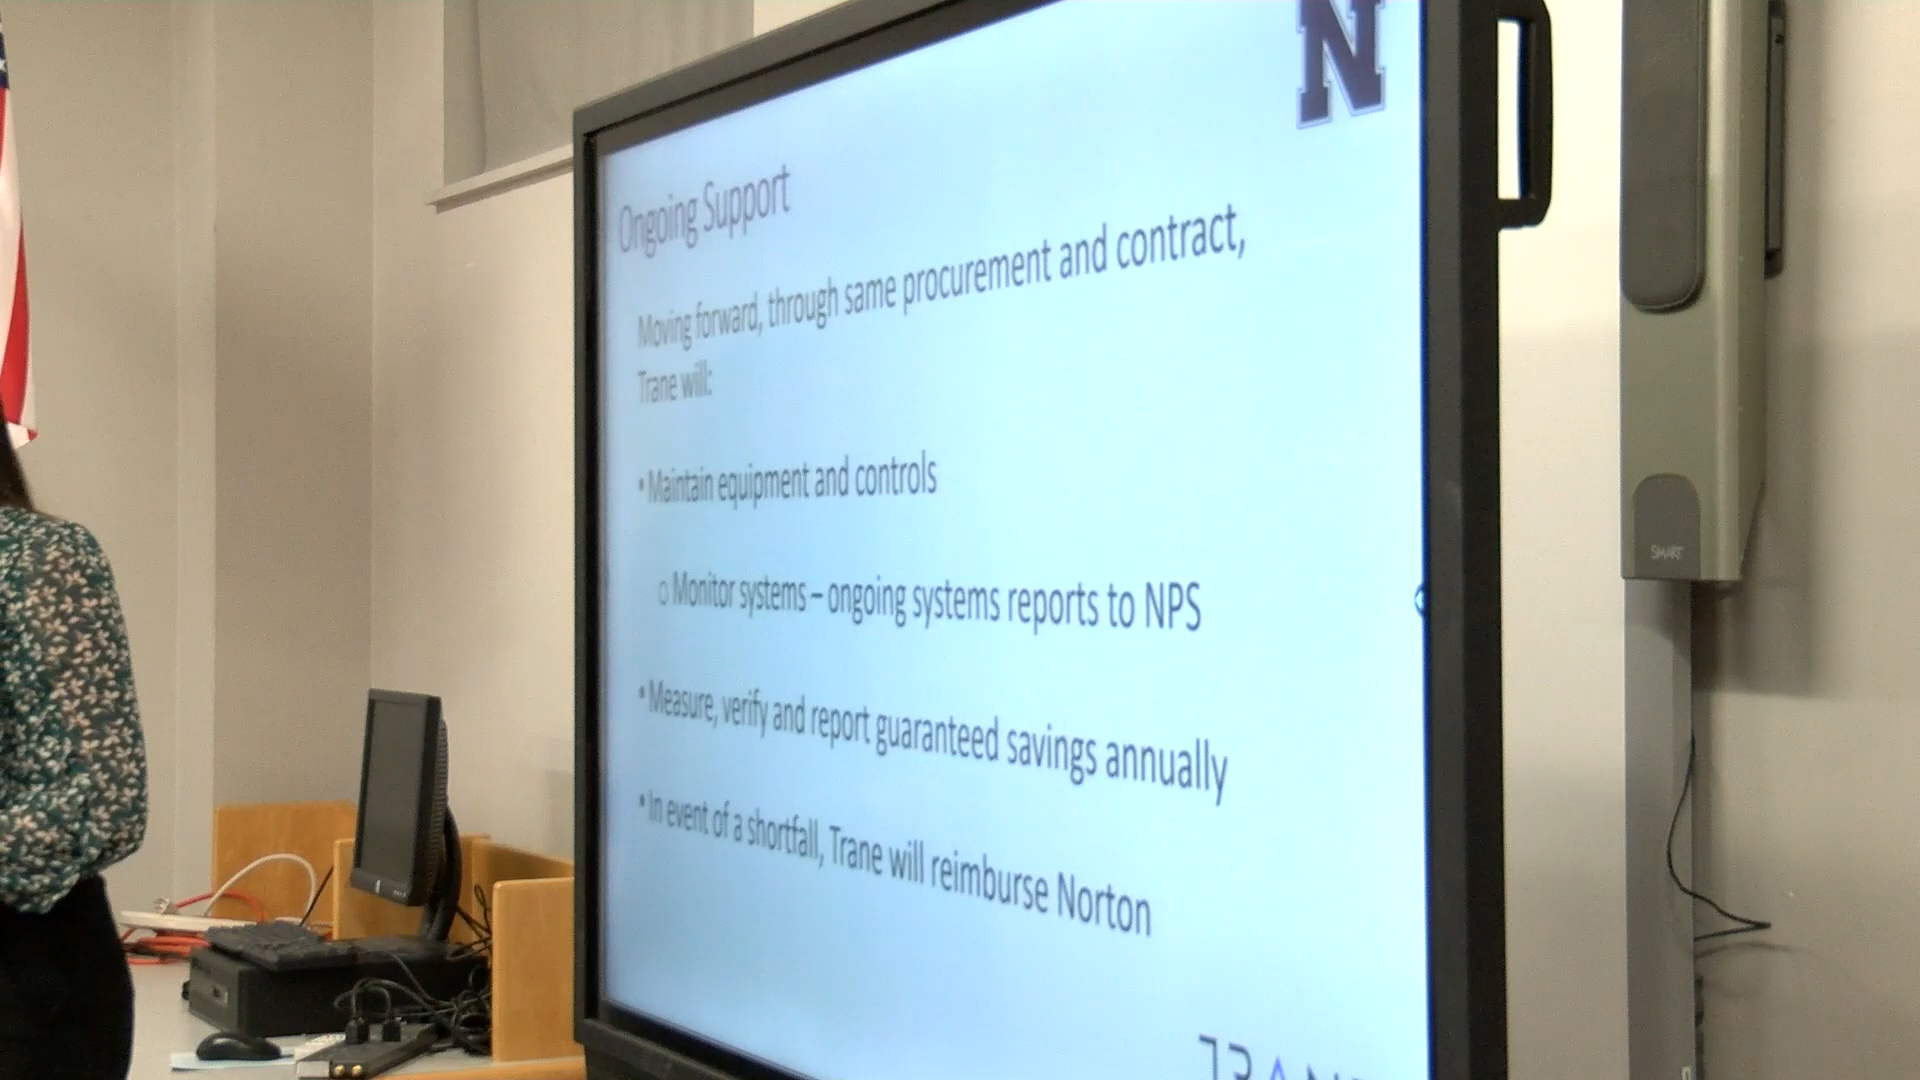 N
Ongoing Support
Moving forward, through same procurement and contract,
Trane will:
• Maintain equipment and controls
o Monitor systems – ongoing systems reports to NPS
• Measure, verify and report guaranteed savings annually
• In event of a shortfall, Trane will reimburse Norton
SMART